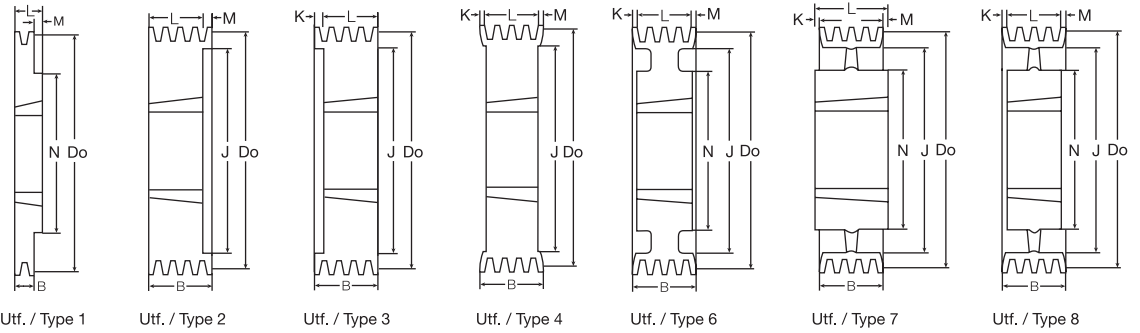 L
M
N Do
B
Utf. / Type 1
L M
J Do
B
Utf. / Type 2
K L
J Do
B
Utf. / Type 3
K L M
J Do
B
Utf. / Type 4
K L M
N J Do
B
Utf. / Type 6
L
K M
N J Do
B
Utf. / Type 7
K L M
N J Do
B
Utf. / Type 8